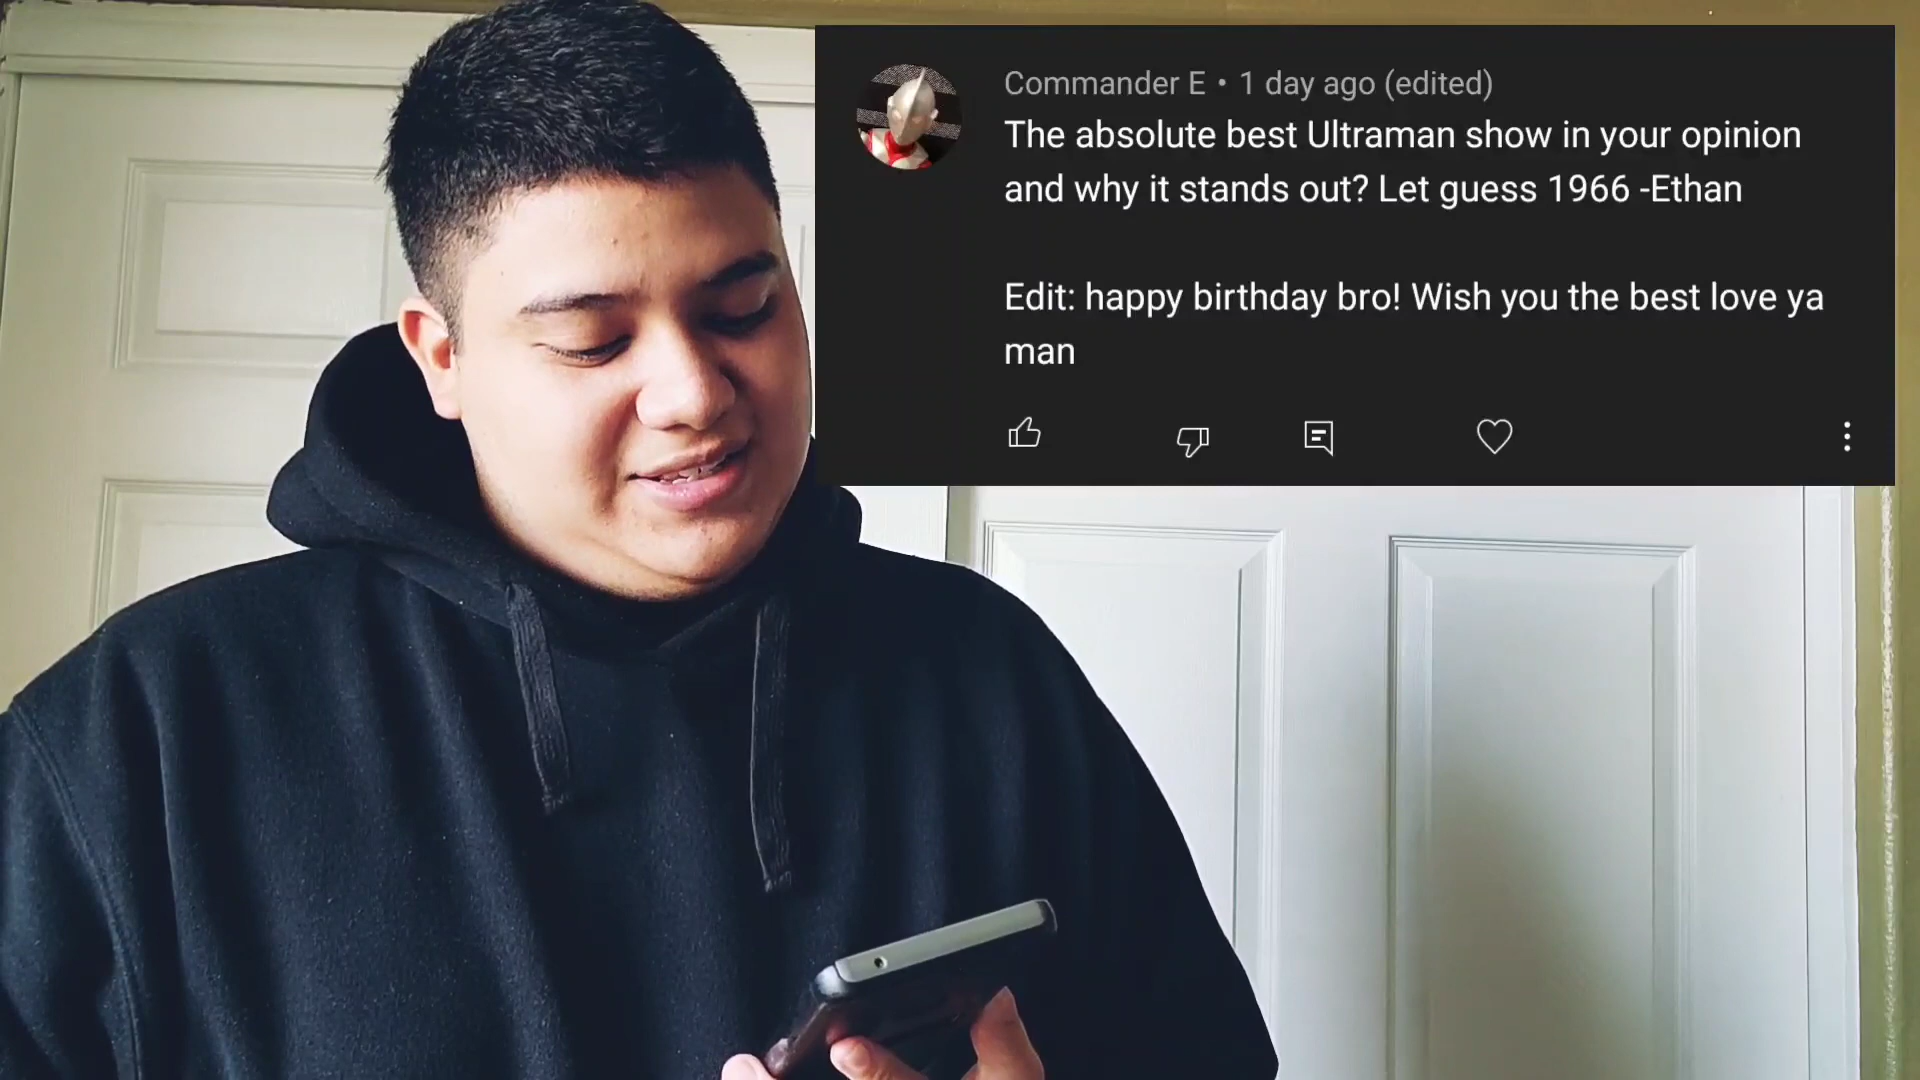 Commander E • 1 day ago (edited)
The absolute best Ultraman show in your opinion
and why it stands out? Let guess 1966 -Ethan
Edit: happy birthday bro! Wish you the best love ya
man